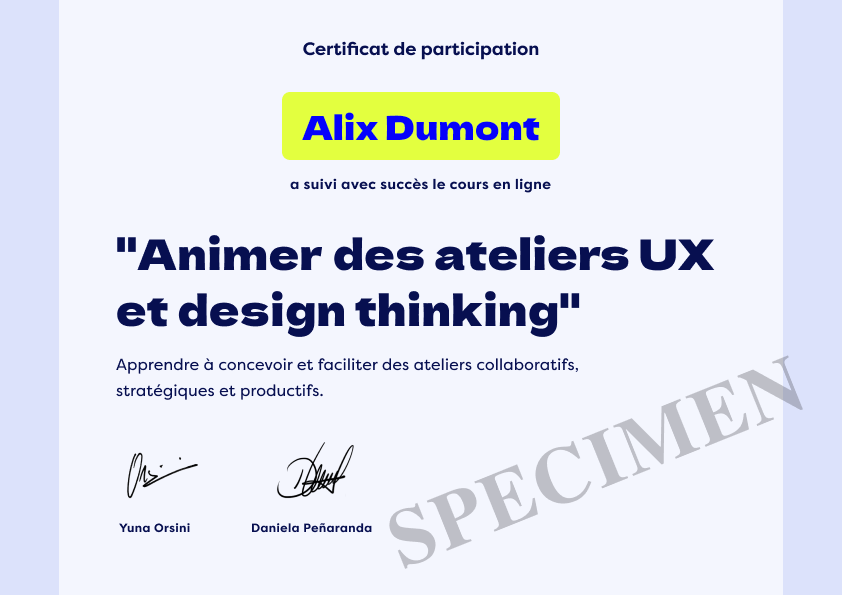 Certificat de participation
Alix Dumont
a suivi avec succès le cours en ligne
"Animer des ateliers UX
et design thinking"
Apprendre à concevoir et faciliter des ateliers collaboratifs,
stratégiques et productifs.
Yuna Orsini
Daniela Peñaranda
SPECIMEN